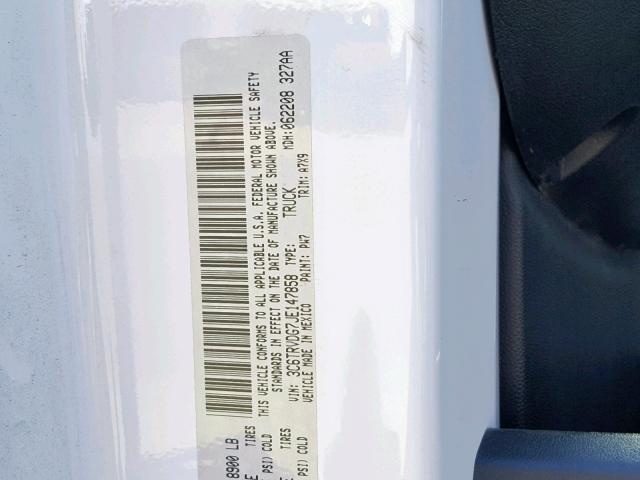 8900 LB
TIRES
PSI) COLD
TIRES
PSI) COLD
THIS VEHICLE CONFORMS TO ALL APPLICABLE U.S.A. FEDERAL MOTOR VEHICLE SAFETY
STANDARDS IN EFFECT ON THE DATE OF MANUFACTURE SHOWN ABOVE.
VIN: 3C6TRVDG7JE147858 TYPE: TRUCK MDH: 062208 327AA
VEHICLE MADE IN MEXICO PAINT: PW7 TRIM: A7X9